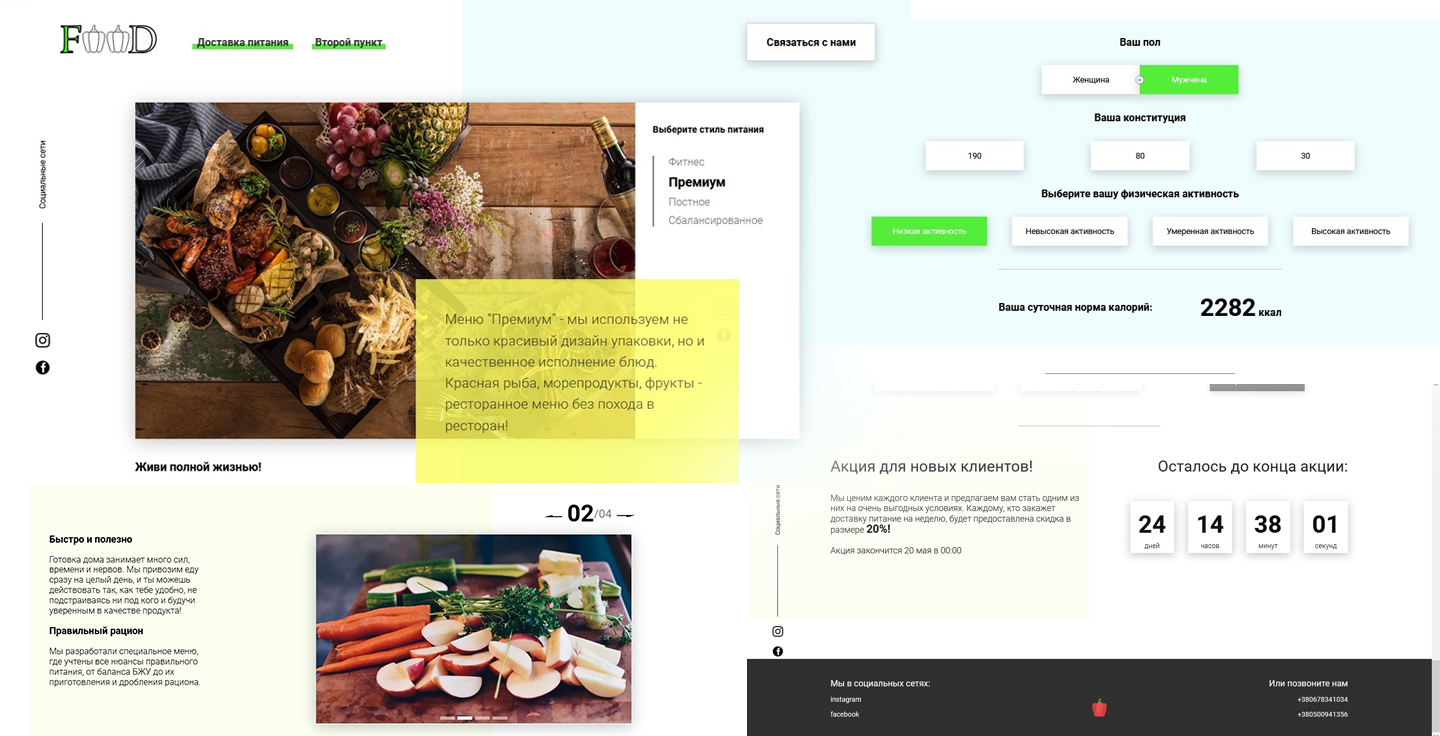 FOOD
Доставка питания
Второй пункт
Связаться с нами
Социальные сети
Выберите стиль питания
Фитнес
Премиум
Постное
Сбалансированное
Меню "Премиум" - мы используем не
только красивый дизайн упаковки, но и
качественное исполнение блюд.
Красная рыба, морепродукты, фрукты -
ресторанное меню без похода в
ресторан!
Живи полной жизнью!
Ваш пол
Женщина
Мужчина
Ваша конституция
190
80
30
Выберите вашу физическая активность
Низкая активность
Невысокая активность
Умеренная активность
Высокая активность
Ваша суточная норма калорий:
2282 ккал
02/04
Быстро и полезно
Готовка дома занимает много сил,
времени и нервов. Мы привозим еду
сразу на целый день, и ты можешь
действовать так, как тебе удобно, не
подстраиваясь ни под кого и будучи
уверенным в качестве продукта!
Правильный рацион
Мы разработали специальное меню,
где учтены все нюансы правильного
питания, от баланса БЖУ до их
приготовления и дробления рациона.
Социальные сети
Акция для новых клиентов!
Мы ценим каждого клиента и предлагаем вам стать одним из
них на очень выгодных условиях. Каждому, кто закажет
доставку питание на неделю, будет предоставлена скидка в
размере 20%!
Акция закончится 20 мая в 00:00
Осталось до конца акции:
24
14
38
01
дней
часов
минут
секунд
Мы в социальных сетях:
instagram
facebook
Или позвоните нам
+380678341034
+380500941356